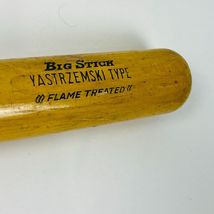 BIG STICK
YASTRZEMSKI TYPE
FLAME TREATED